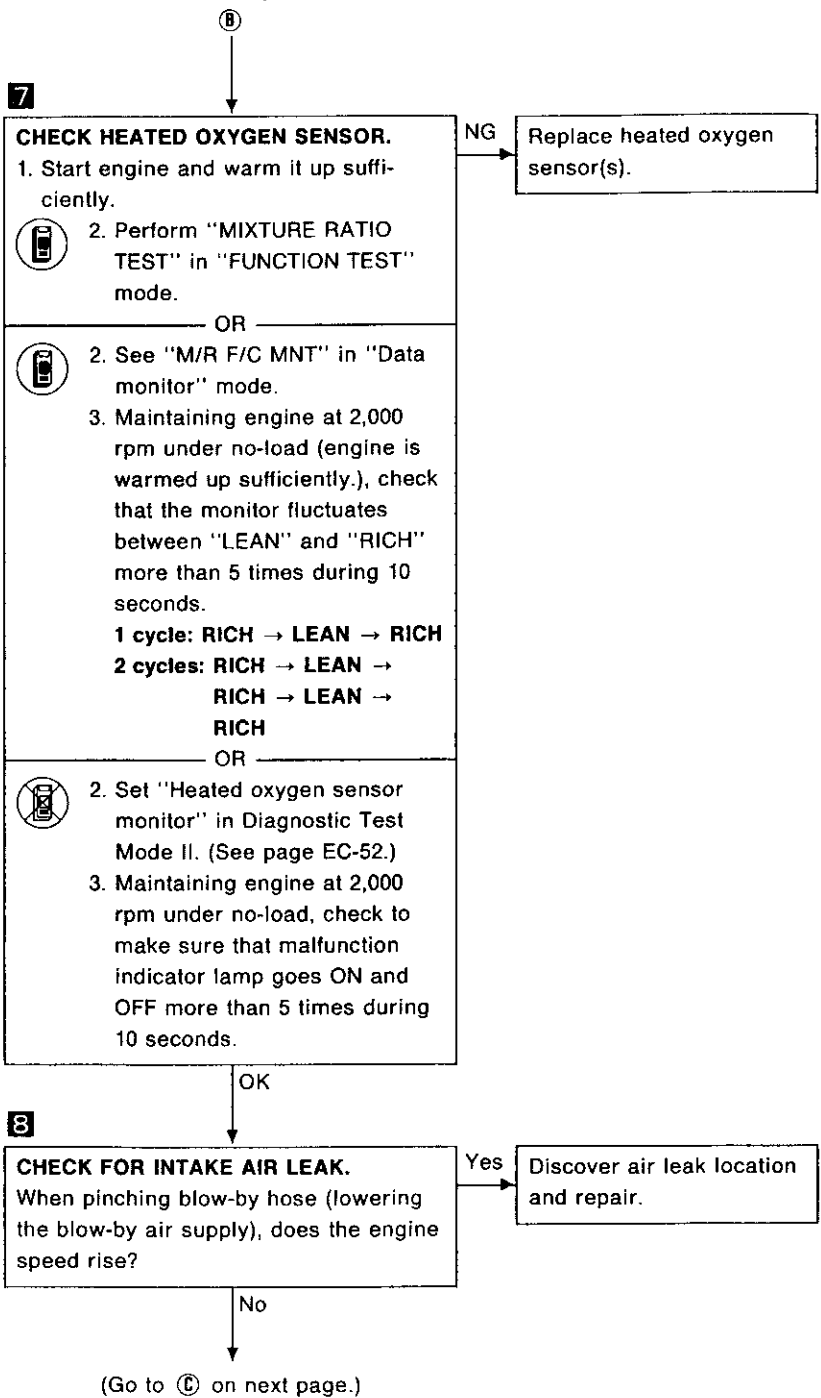 Ⓑ
7
CHECK HEATED OXYGEN SENSOR.
1. Start engine and warm it up suffi-
ciently.
2. Perform "MIXTURE RATIO
TEST" in "FUNCTION TEST"
mode.
OR
2. See "M/R F/C MNT" in "Data
monitor" mode.
3. Maintaining engine at 2,000
rpm under no-load (engine is
warmed up sufficiently.), check
that the monitor fluctuates
between "LEAN" and "RICH"
more than 5 times during 10
seconds.
1 cycle: RICH → LEAN → RICH
2 cycles: RICH → LEAN →
RICH → LEAN →
RICH
OR
2. Set "Heated oxygen sensor
monitor" in Diagnostic Test
Mode II. (See page EC-52.)
3. Maintaining engine at 2,000
rpm under no-load, check to
make sure that malfunction
indicator lamp goes ON and
OFF more than 5 times during
10 seconds.
NG
Replace heated oxygen
sensor(s).
OK
8
CHECK FOR INTAKE AIR LEAK.
When pinching blow-by hose (lowering
the blow-by air supply), does the engine
speed rise?
Yes
Discover air leak location
and repair.
No
(Go to Ⓒ on next page.)